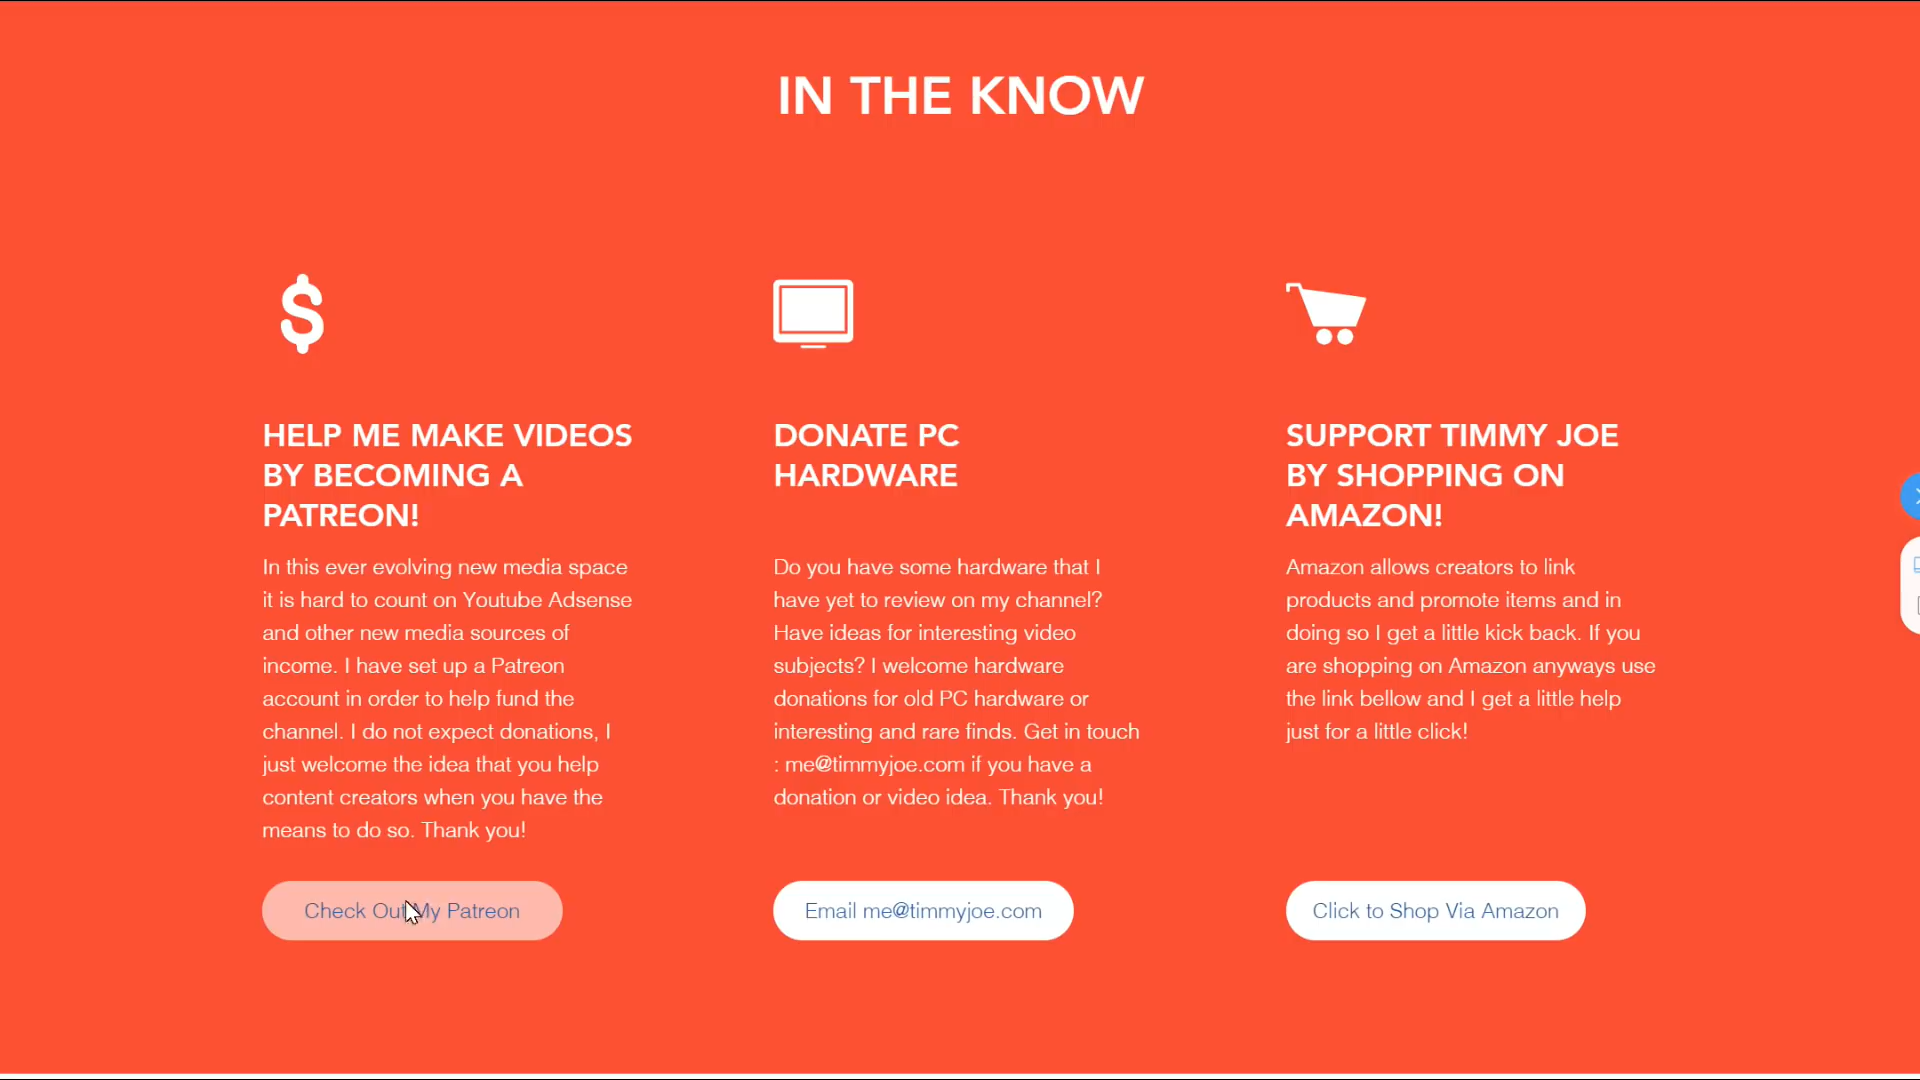 IN THE KNOW
HELP ME MAKE VIDEOS
BY BECOMING A
PATREON!
In this ever evolving new media space
it is hard to count on Youtube Adsense
and other new media sources of
income. I have set up a Patreon
account in order to help fund the
channel. I do not expect donations, I
just welcome the idea that you help
content creators when you have the
means to do so. Thank you!
Check Out My Patreon
DONATE PC
HARDWARE
Do you have some hardware that I
have yet to review on my channel?
Have ideas for interesting video
subjects? I welcome hardware
donations for old PC hardware or
interesting and rare finds. Get in touch
: me@timmyjoe.com if you have a
donation or video idea. Thank you!
Email me@timmyjoe.com
SUPPORT TIMMY JOE
BY SHOPPING ON
AMAZON!
Amazon allows creators to link
products and promote items and in
doing so I get a little kick back. If you
are shopping on Amazon anyways use
the link bellow and I get a little help
just for a little click!
Click to Shop Via Amazon